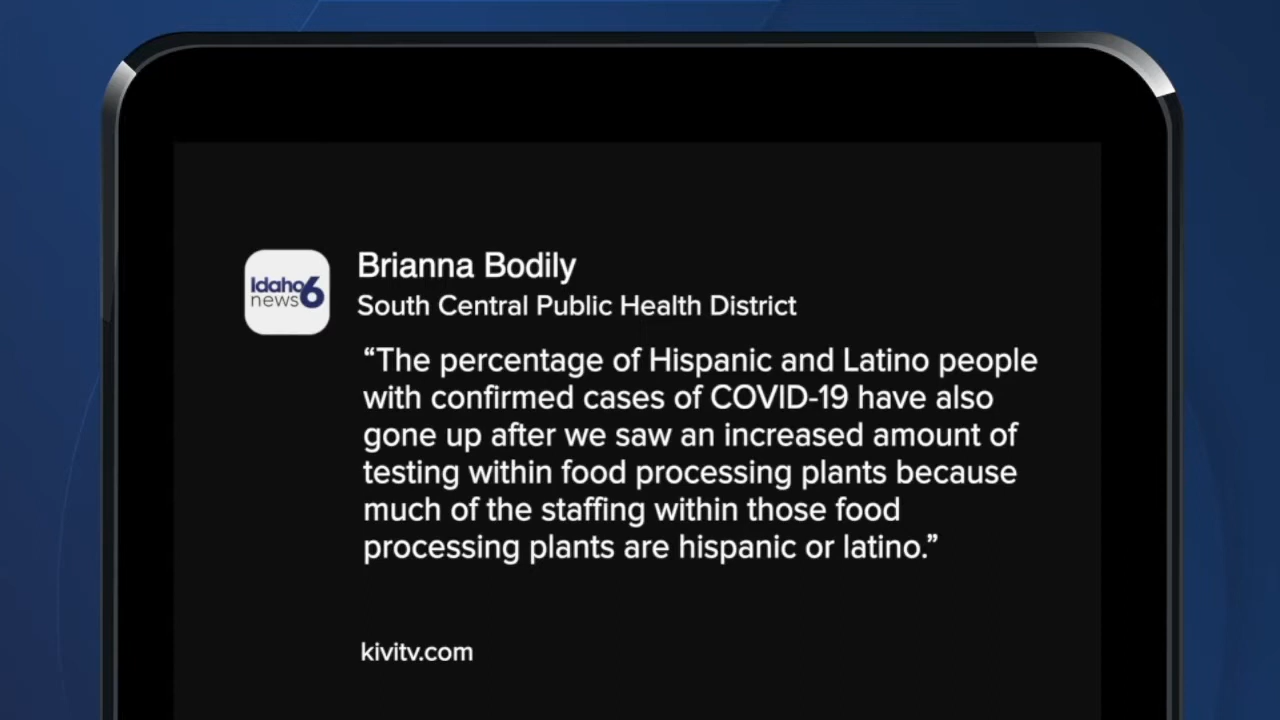 Idaho 6
news
Brianna Bodily
South Central Public Health District
“The percentage of Hispanic and Latino people
with confirmed cases of COVID-19 have also
gone up after we saw an increased amount of
testing within food processing plants because
much of the staffing within those food
processing plants are hispanic or latino.”
kivitv.com